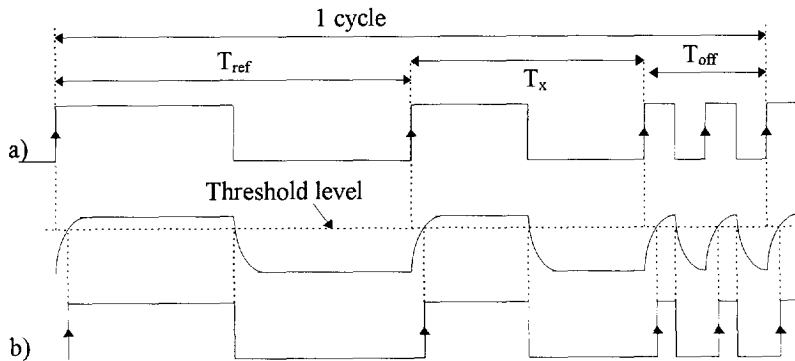 1 cycle
T_ref
T_x
T_off
a)
Threshold level
b)